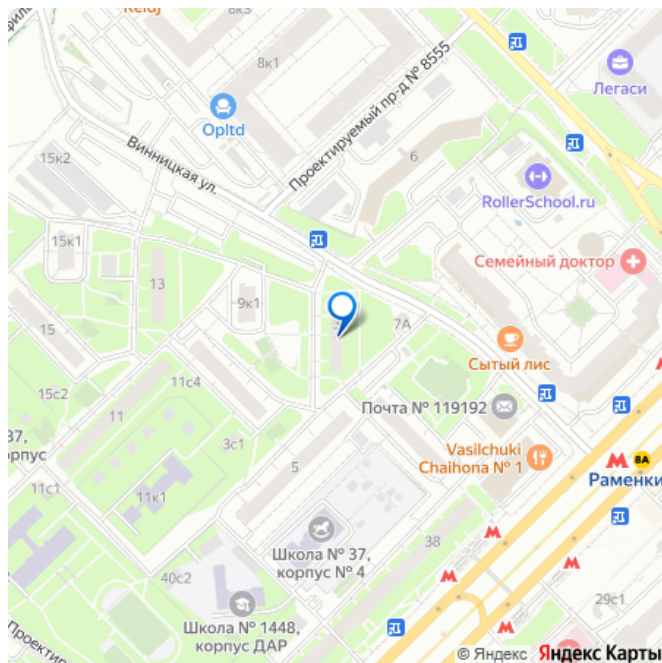 8к3
8к1
Легаси
Opltd
Проектируемый пр-д № 8555
Винницкая ул.
15к2
6
RollerSchool.ru
15к1
Семейный доктор
13
9к1
7А
15
Сытый лис
11с4
15с2
Почта № 119192
11
37,
3с1
Vasilchuki
Chaihona № 1
8А
Раменки
5
11с1
11к1
Школа № 37,
корпус № 4
38
40с2
29с1
Школа № 1448,
корпус ДАР
© Яндекс Яндекс Карты